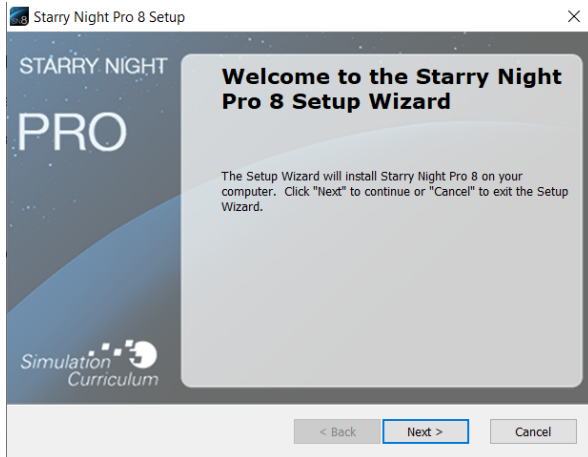 Starry Night Pro 8 Setup
STARRY NIGHT
PRO
Welcome to the Starry Night
Pro 8 Setup Wizard
The Setup Wizard will install Starry Night Pro 8 on your
computer. Click "Next" to continue or "Cancel" to exit the Setup
Wizard.
Simulation
Curriculum
< Back Next > Cancel